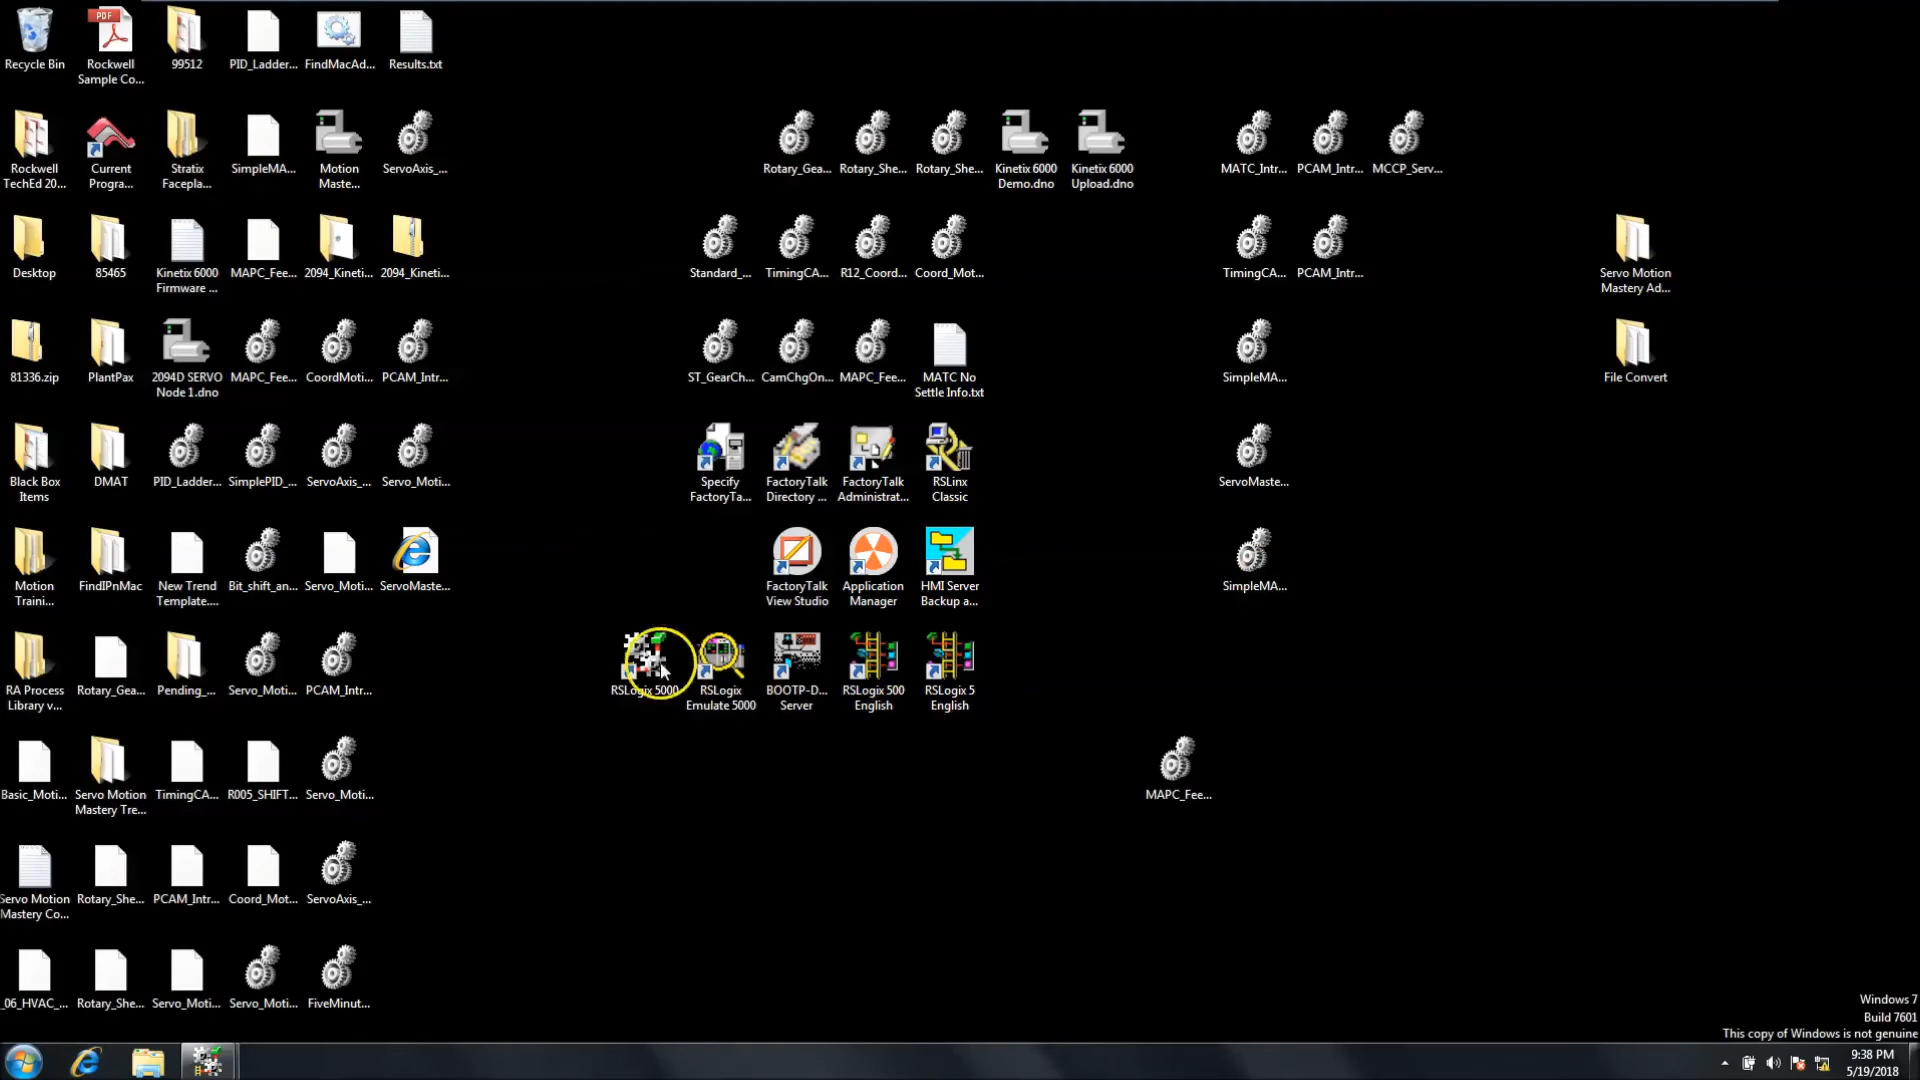 Recycle Bin
Rockwell
Sample Co...
99512
PID_Ladder...
FindMacAd...
Results.txt
Rockwell
TechEd 20...
Current
Progra...
Stratix
Facepla...
SimpleMA...
Motion
Maste...
ServoAxis_...
Rotary_Gea...
Rotary_She...
Rotary_She...
Kinetix 6000
Demo.dno
Kinetix 6000
Upload.dno
MATC_Intr...
PCAM_Intr...
MCCP_Serv...
Desktop
85465
Kinetix 6000
Firmware ...
MAPC_Fee...
2094_Kineti...
2094_Kineti...
Standard_...
TimingCA...
R12_Coord...
Coord_Mot...
TimingCA...
PCAM_Intr...
Servo Motion
Mastery Ad...
81336.zip
PlantPax
2094D SERVO
Node 1.dno
MAPC_Fee...
CoordMoti...
PCAM_Intr...
ST_GearCh...
CamChgOn...
MAPC_Fee...
MATC No
Settle Info.txt
SimpleMA...
File Convert
Black Box
Items
DMAT
PID_Ladder...
SimplePID_...
ServoAxis_...
Servo_Moti...
Specify
FactoryTa...
FactoryTalk
Directory ...
FactoryTalk
Administrat...
RSLinx
Classic
ServoMaste...
Motion
Traini...
FindIPnMac
New Trend
Template....
Bit_shift_an...
Servo_Moti...
ServoMaste...
FactoryTalk
View Studio
Application
Manager
HMI Server
Backup a...
SimpleMA...
RA Process
Library v...
Rotary_Gea...
Pending_...
Servo_Moti...
PCAM_Intr...
RSLogix 5000
RSLogix
Emulate 5000
BOOTP-D...
Server
RSLogix 500
English
RSLogix 5
English
Basic_Moti...
Servo Motion
Mastery Tre...
TimingCA...
R005_SHIFT...
Servo_Moti...
MAPC_Fee...
Servo Motion
Mastery Co...
Rotary_She...
PCAM_Intr...
Coord_Mot...
ServoAxis_...
_06_HVAC_...
Rotary_She...
Servo_Moti...
Servo_Moti...
FiveMinut...
Windows 7
Build 7601
This copy of Windows is not genuine
9:38 PM
5/19/2018